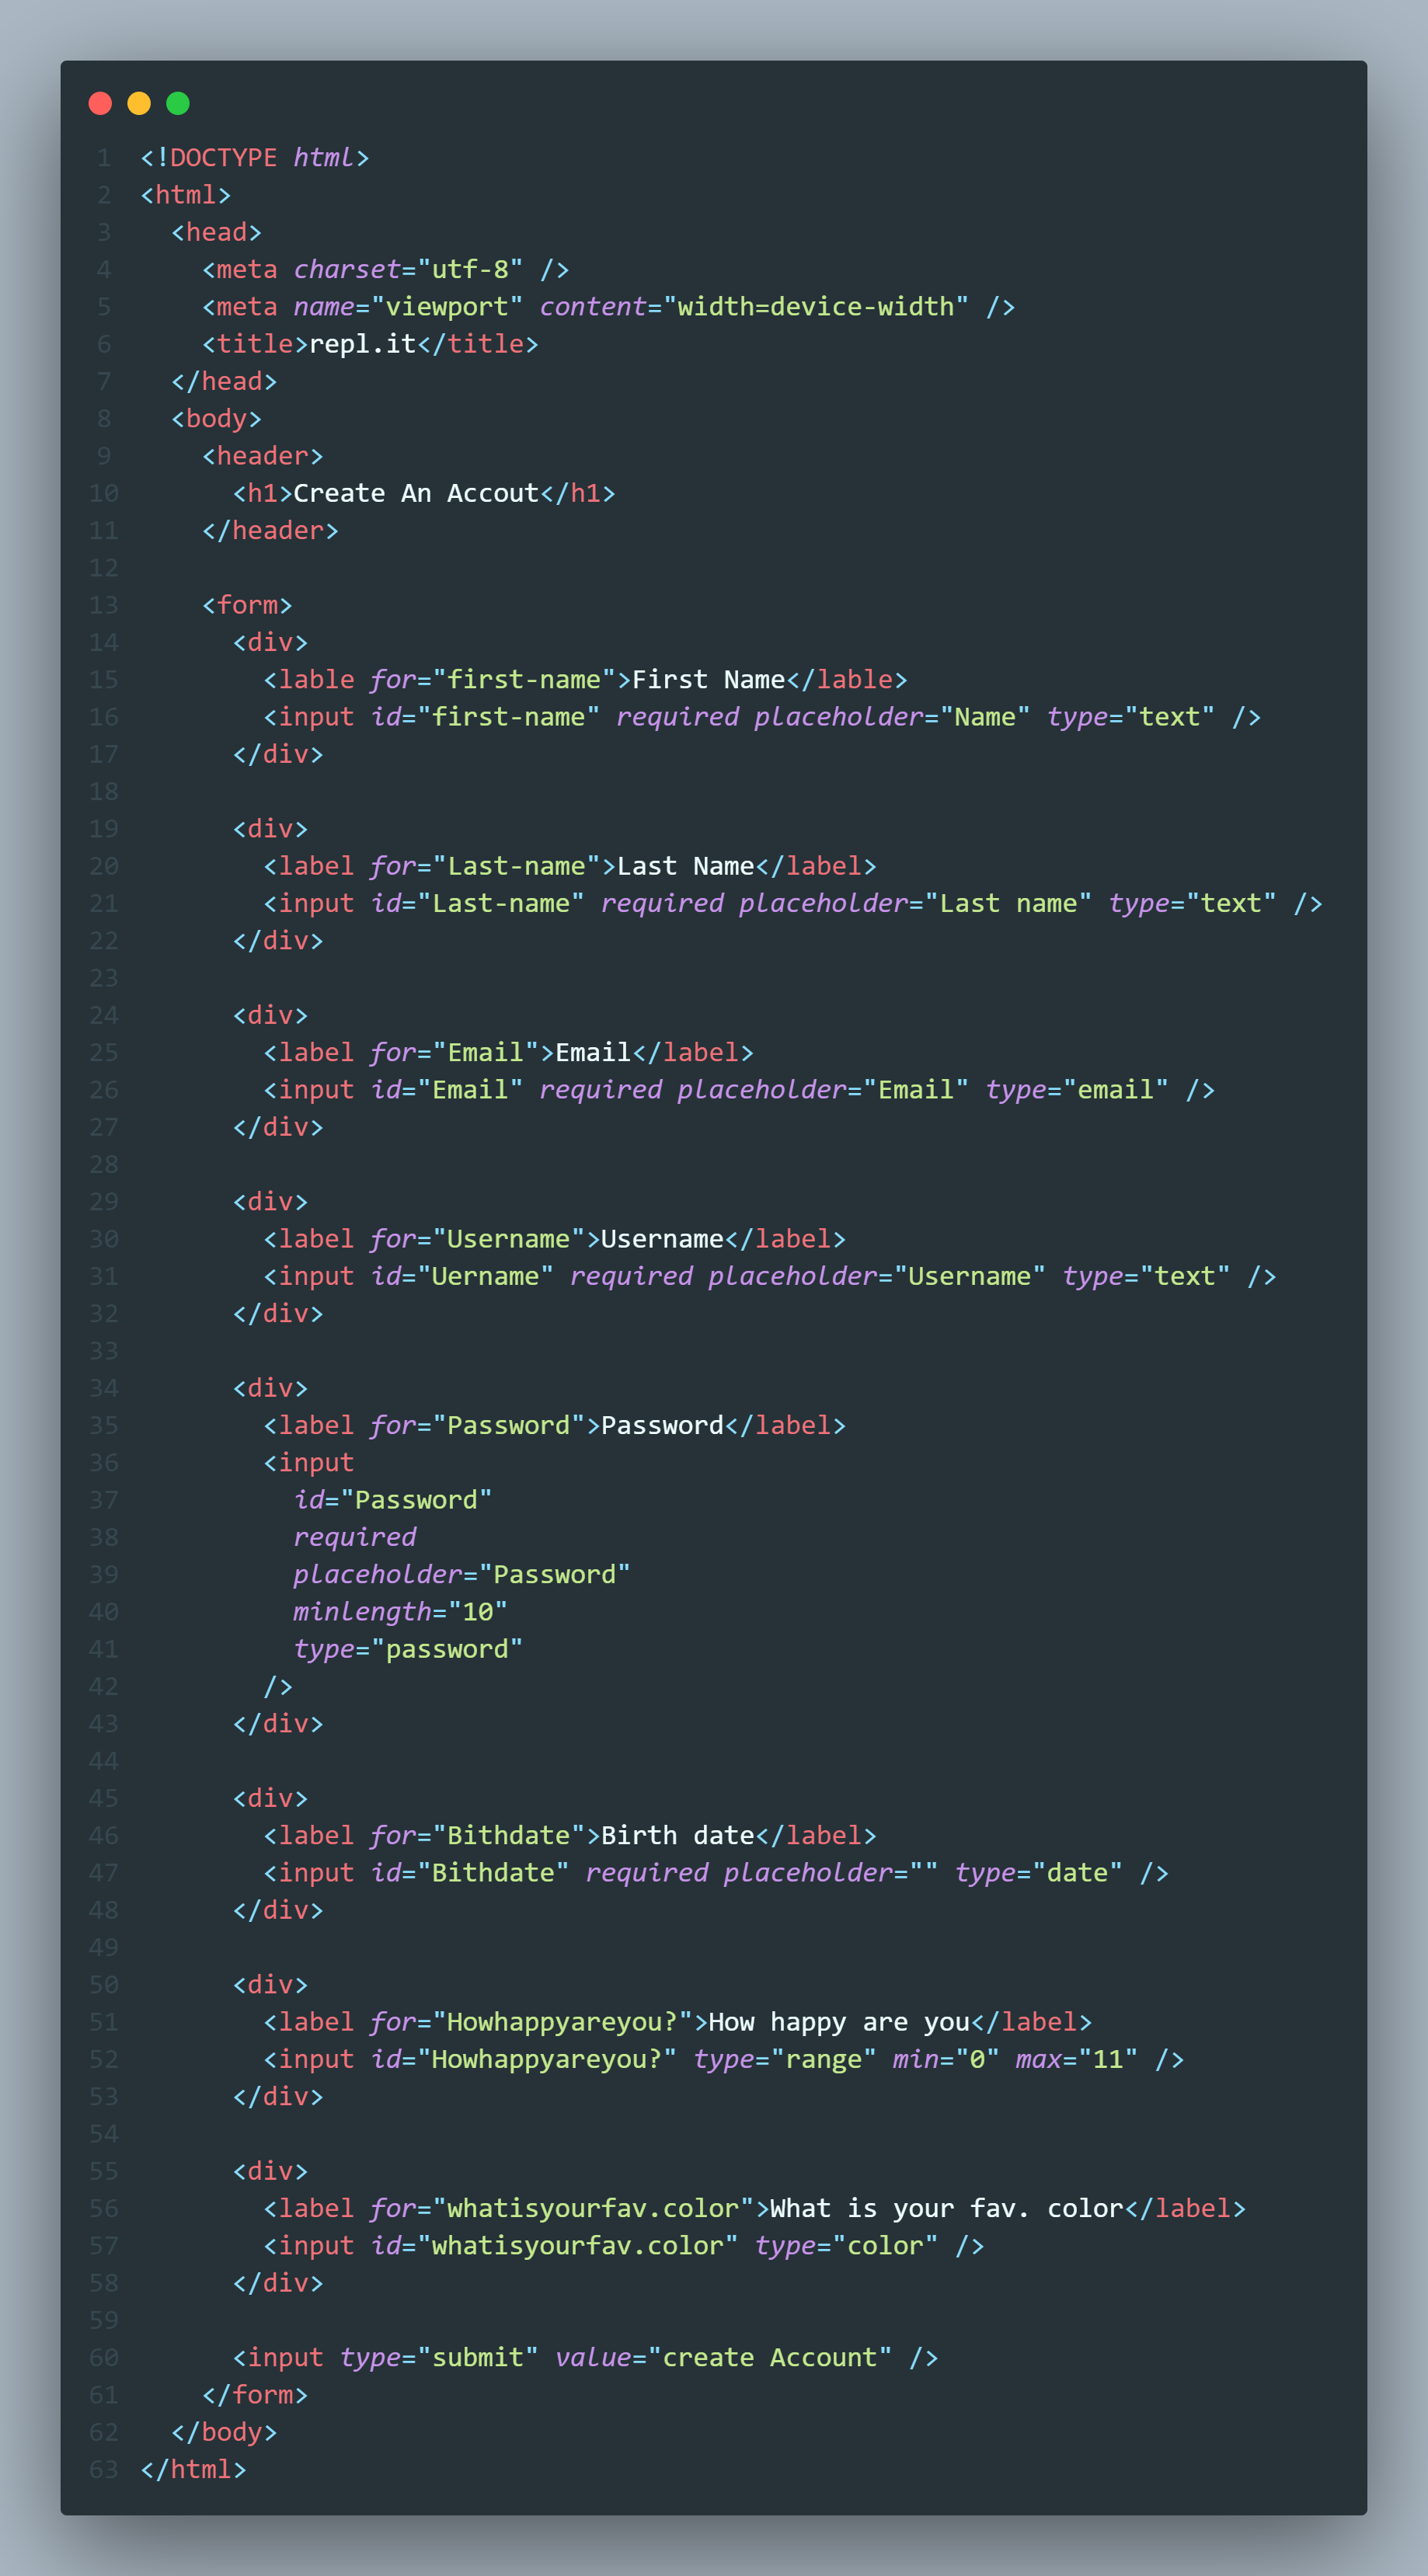 1 <!DOCTYPE html>
2 <html>
3   <head>
4     <meta charset="utf-8" />
5     <meta name="viewport" content="width=device-width" />
6     <title>repl.it</title>
7   </head>
8   <body>
9     <header>
10       <h1>Create An Accout</h1>
11     </header>
12
13     <form>
14       <div>
15         <lable for="first-name">First Name</lable>
16         <input id="first-name" required placeholder="Name" type="text" />
17       </div>
18
19       <div>
20         <label for="Last-name">Last Name</label>
21         <input id="Last-name" required placeholder="Last name" type="text" />
22       </div>
23
24       <div>
25         <label for="Email">Email</label>
26         <input id="Email" required placeholder="Email" type="email" />
27       </div>
28
29       <div>
30         <label for="Username">Username</label>
31         <input id="Uername" required placeholder="Username" type="text" />
32       </div>
33
34       <div>
35         <label for="Password">Password</label>
36         <input
37           id="Password"
38           required
39           placeholder="Password"
40           minlength="10"
41           type="password"
42         />
43       </div>
44
45       <div>
46         <label for="Bithdate">Birth date</label>
47         <input id="Bithdate" required placeholder="" type="date" />
48       </div>
49
50       <div>
51         <label for="Howhappyareyou?">How happy are you</label>
52         <input id="Howhappyareyou?" type="range" min="0" max="11" />
53       </div>
54
55       <div>
56         <label for="whatisyourfav.color">What is your fav. color</label>
57         <input id="whatisyourfav.color" type="color" />
58       </div>
59
60       <input type="submit" value="create Account" />
61     </form>
62   </body>
63 </html>